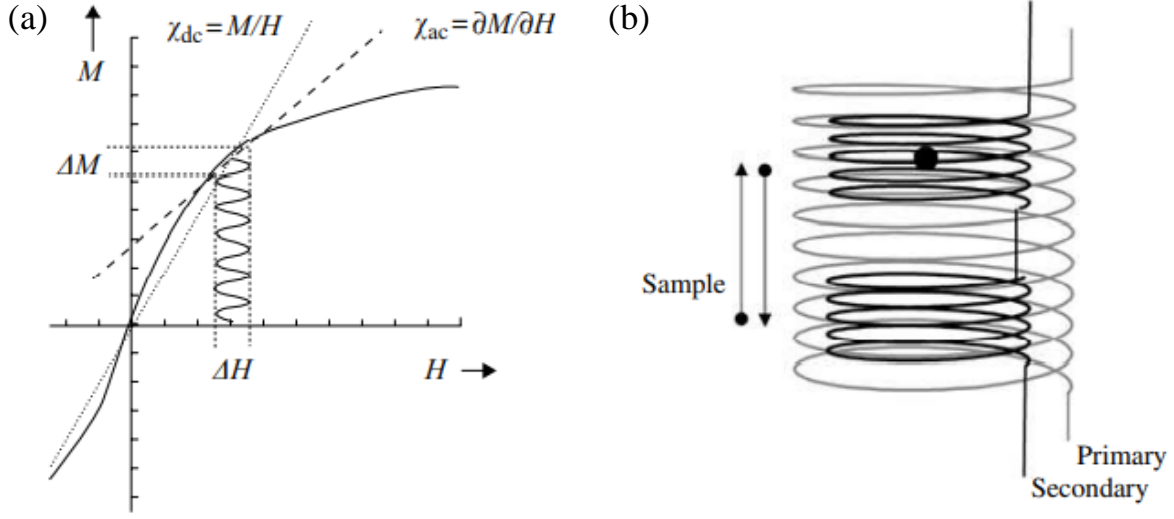 (a)
χdc = M/H
χac = ∂M/∂H
M
ΔM
ΔH
H
(b)
Sample
Primary
Secondary